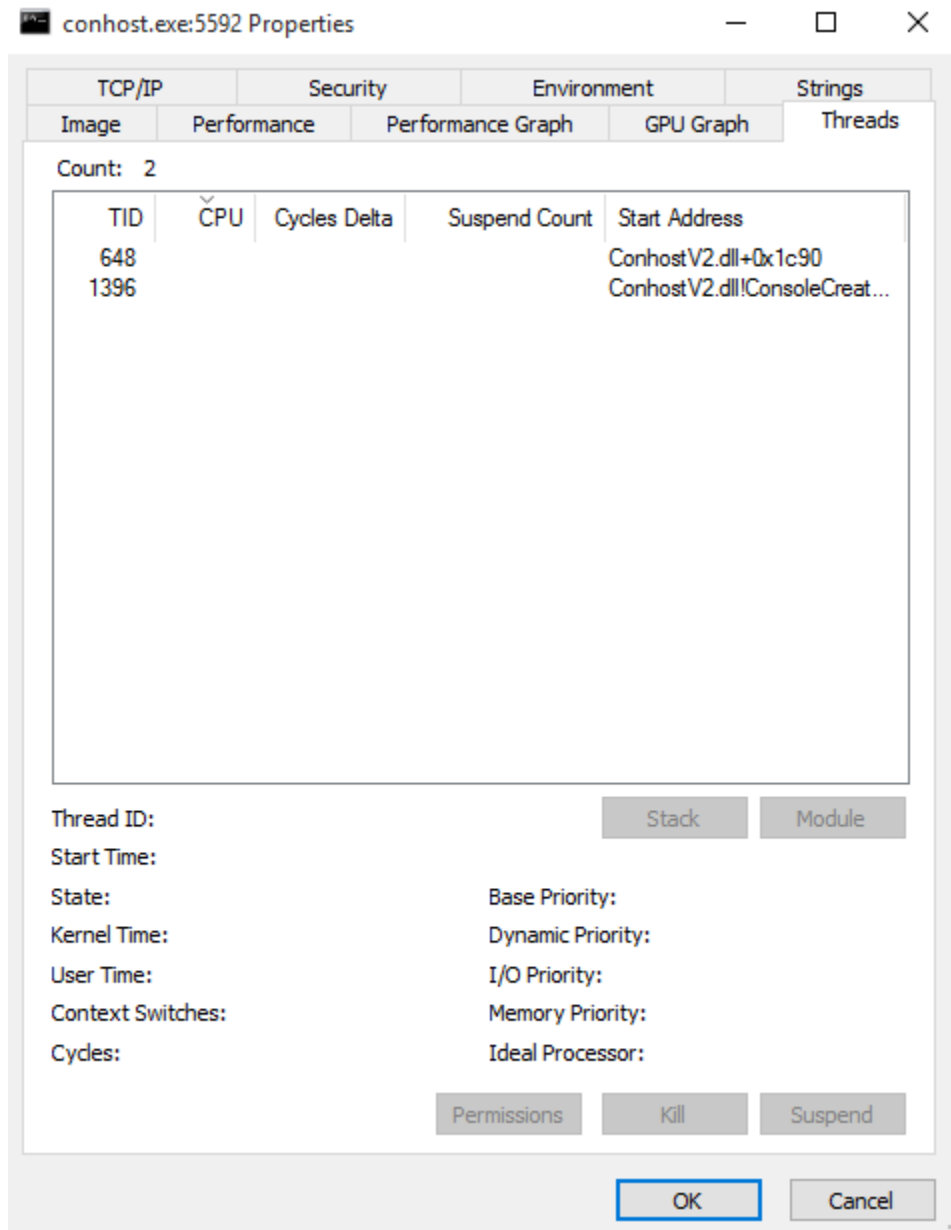 conhost.exe:5592 Properties
TCP/IP Security Environment Strings
Image Performance Performance Graph GPU Graph Threads
Count: 2
TID CPU Cycles Delta Suspend Count Start Address
648 ConhostV2.dll+0x1c90
1396 ConhostV2.dll!ConsoleCreat...
Thread ID: Stack Module
Start Time:
State: Base Priority:
Kernel Time: Dynamic Priority:
User Time: I/O Priority:
Context Switches: Memory Priority:
Cycles: Ideal Processor:
Permissions Kill Suspend
OK Cancel